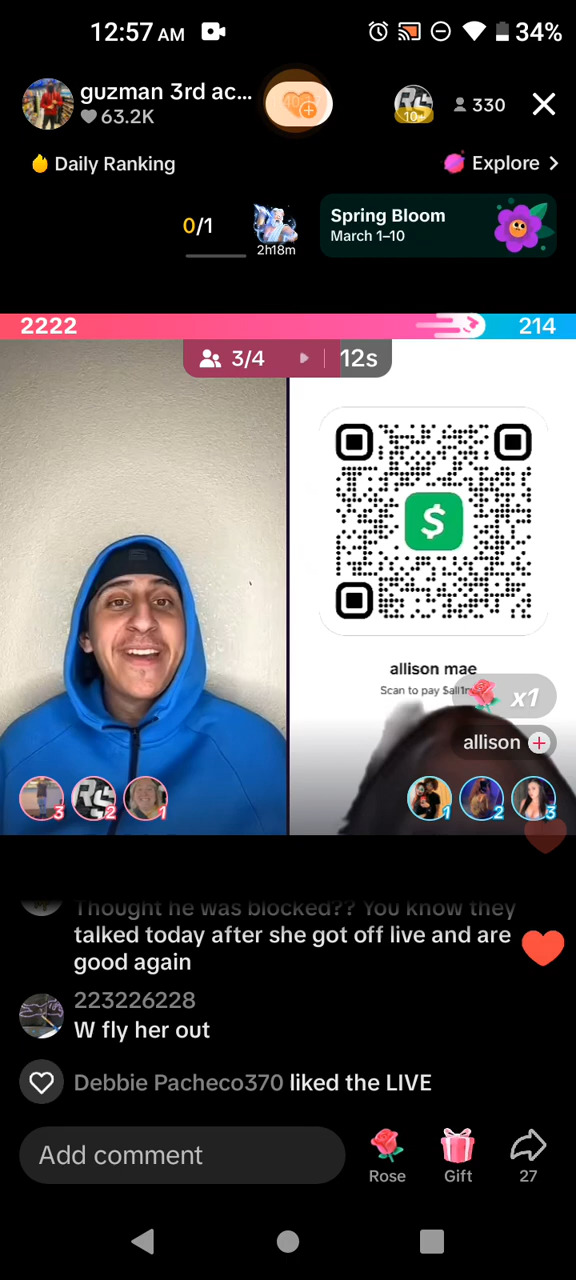 12:57 AM
34%
guzman 3rd ac...
63.2K
10+
330
Daily Ranking
Explore
0/1
2h18m
Spring Bloom
March 1–10
2222
214
3/4
12s
$
allison mae
Scan to pay
x1
allison
3
2
1
1
2
3
Thought he was blocked?? You know they
talked today after she got off live and are
good again
223226228
W fly her out
Debbie Pacheco370 liked the LIVE
Add comment
Rose
Gift
27